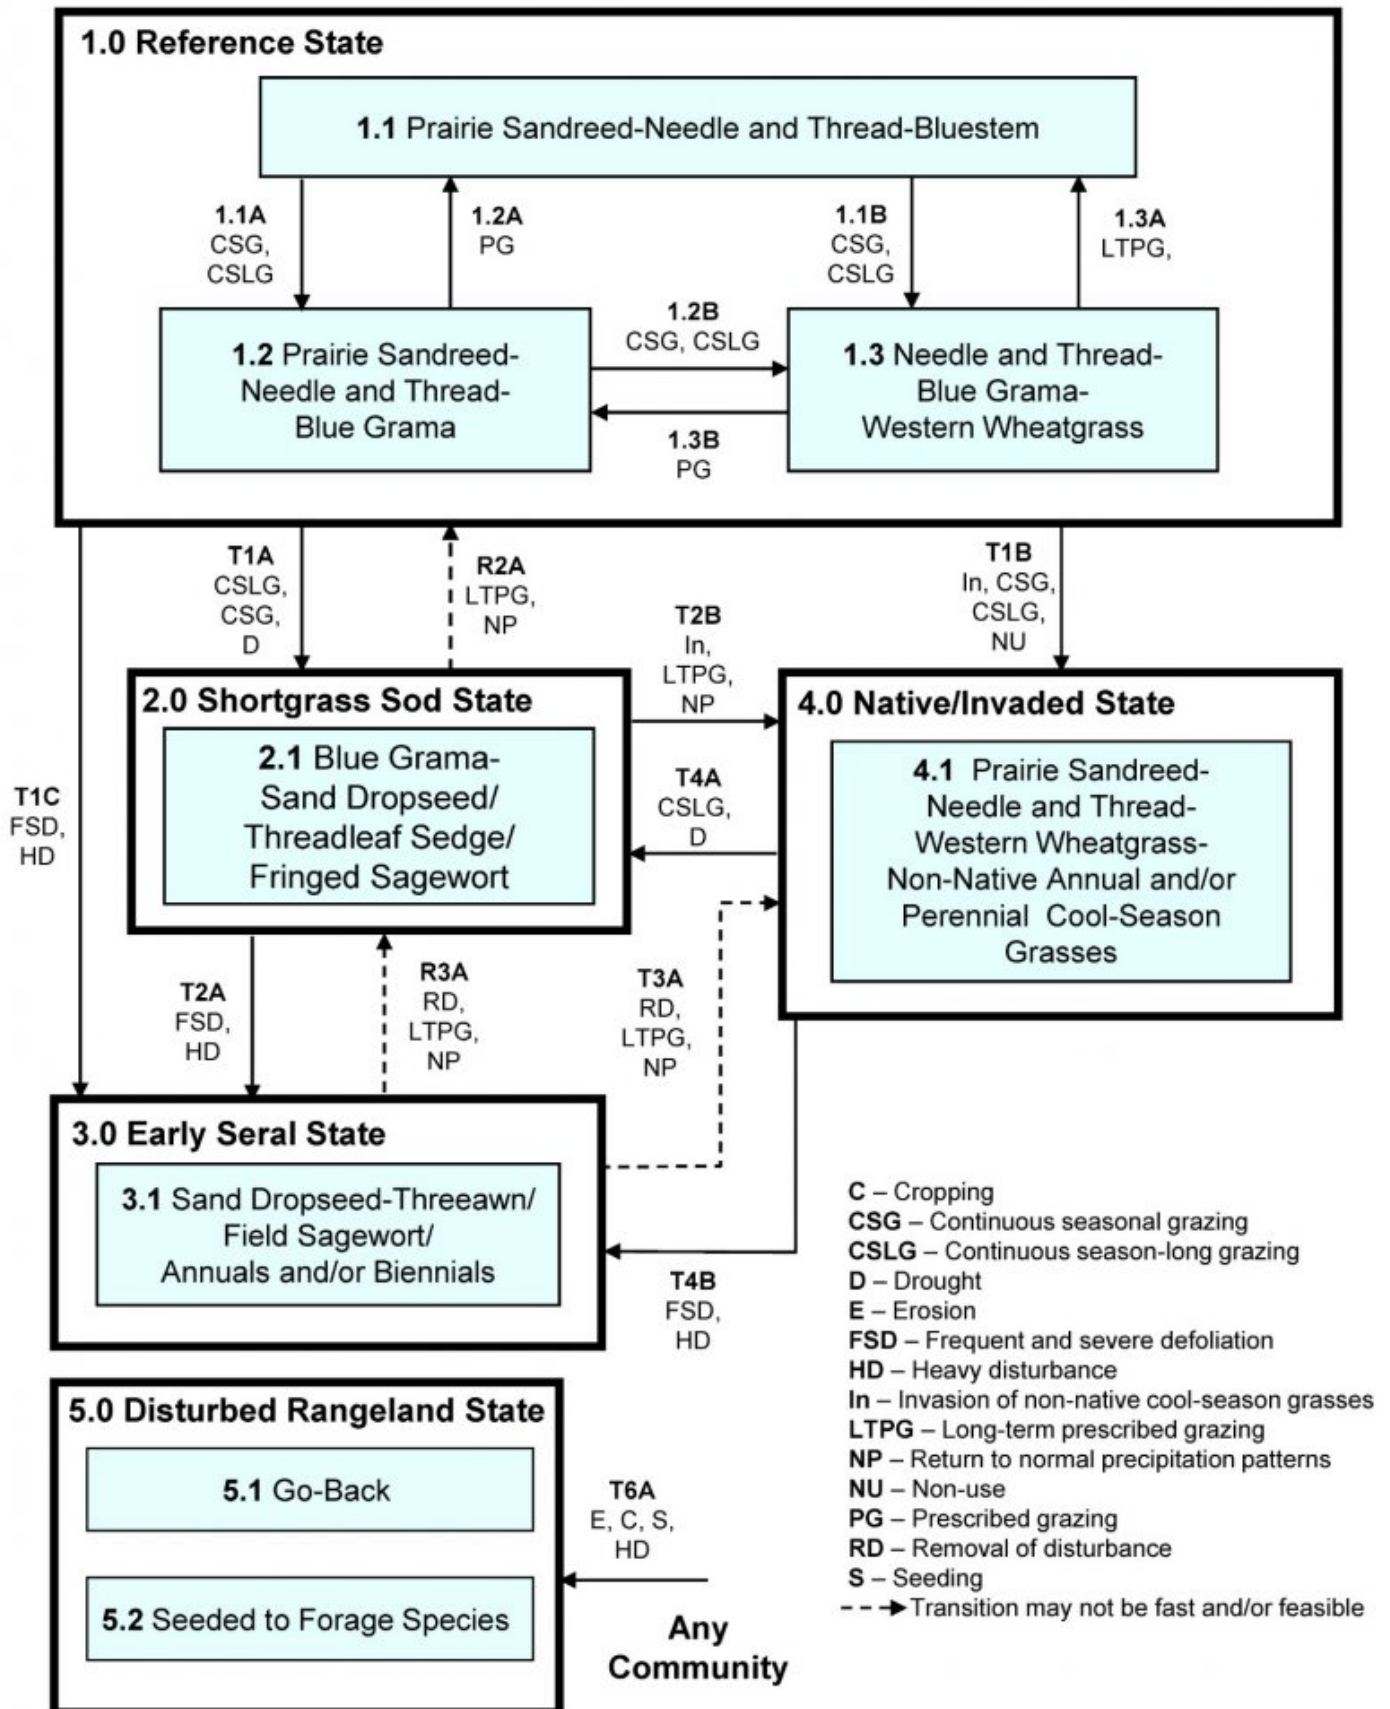 1.0 Reference State
1.1 Prairie Sandreed-Needle and Thread-Bluestem
1.1A
CSG,
CSLG
1.2A
PG
1.1B
CSG,
CSLG
1.3A
LTPG,
1.2 Prairie Sandreed-
Needle and Thread-
Blue Grama
1.2B
CSG, CSLG
1.3B
PG
1.3 Needle and Thread-
Blue Grama-
Western Wheatgrass
T1A
CSLG,
CSG,
D
R2A
LTPG,
NP
T1B
In, CSG,
CSLG,
NU
T1C
FSD,
HD
2.0 Shortgrass Sod State
2.1 Blue Grama-
Sand Dropseed/
Threadleaf Sedge/
Fringed Sagewort
T2B
In,
LTPG,
NP
T4A
CSLG,
D
4.0 Native/Invaded State
4.1 Prairie Sandreed-
Needle and Thread-
Western Wheatgrass-
Non-Native Annual and/or
Perennial Cool-Season
Grasses
T2A
FSD,
HD
R3A
RD,
LTPG,
NP
T3A
RD,
LTPG,
NP
3.0 Early Seral State
3.1 Sand Dropseed-Threeawn/
Field Sagewort/
Annuals and/or Biennials
T4B
FSD,
HD
5.0 Disturbed Rangeland State
5.1 Go-Back
5.2 Seeded to Forage Species
T6A
E, C, S,
HD
Any
Community
C – Cropping
CSG – Continuous seasonal grazing
CSLG – Continuous season-long grazing
D – Drought
E – Erosion
FSD – Frequent and severe defoliation
HD – Heavy disturbance
In – Invasion of non-native cool-season grasses
LTPG – Long-term prescribed grazing
NP – Return to normal precipitation patterns
NU – Non-use
PG – Prescribed grazing
RD – Removal of disturbance
S – Seeding
Transition may not be fast and/or feasible